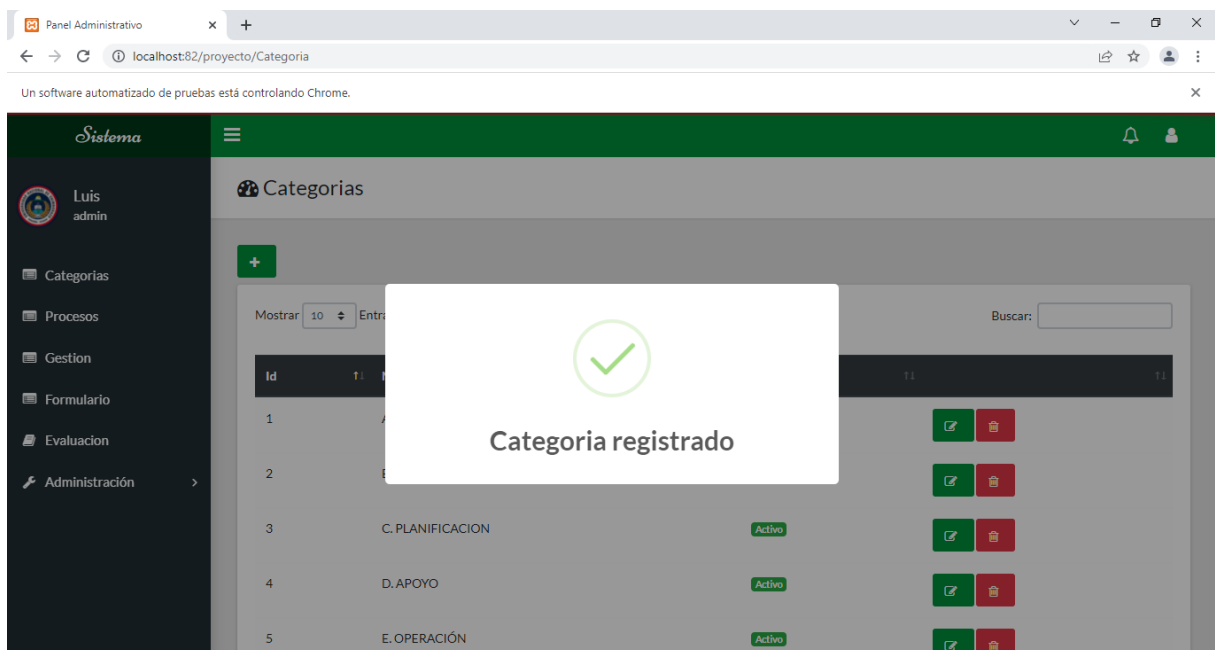 Panel Administrativo
localhost:82/proyecto/Categoria
Un software automatizado de pruebas está controlando Chrome.
Sistema
Luis
admin
Categorias
Procesos
Gestion
Formulario
Evaluacion
Administración
Categorias
Mostrar 10
Buscar:
Id
1
2
3 C. PLANIFICACION Activo
4 D. APOYO Activo
5 E. OPERACIÓN Activo
Categoria registrado